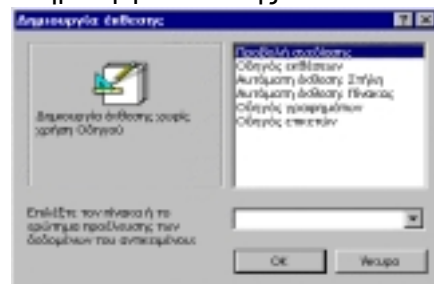 Δημιουργία έκθεσης
Προβολή σχεδίασης
Οδηγός εκθέσεων
Αυτόματη έκθεση: Στήλη
Αυτόματη έκθεση: Πίνακας
Οδηγός γραφημάτων
Οδηγός ετικετών
Δημιουργία έκθεσης χωρίς
χρήση Οδηγού
Επιλέξτε τον πίνακα ή το
ερώτημα προέλευσης των
δεδομένων του αντικειμένου:
OK
Άκυρο